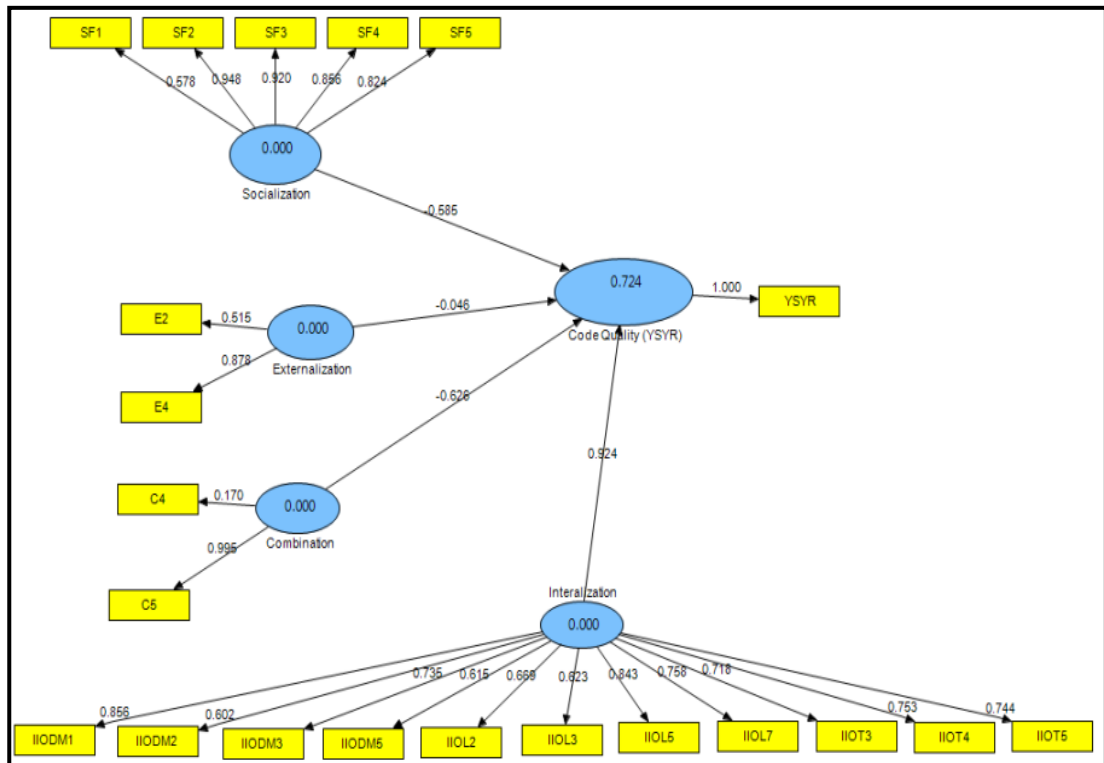 SF1 SF2 SF3 SF4 SF5
0.578 0.948 0.920 0.856 0.824
0.000
Socialization
-0.585
0.724
Code Quality (YSYR)
1.000
YSYR
E2
0.515
-0.046
0.000
Externalization
0.878
E4
-0.626
C4
0.170
0.000
Combination
0.995
C5
0.924
Interalization
0.000
0.856 0.602 0.735 0.615 0.669 0.623 0.843 0.758 0.718 0.753 0.744
IIODM1 IIODM2 IIODM3 IIODM5 IIOL2 IIOL3 IIOL5 IIOL7 IIOT3 IIOT4 IIOT5